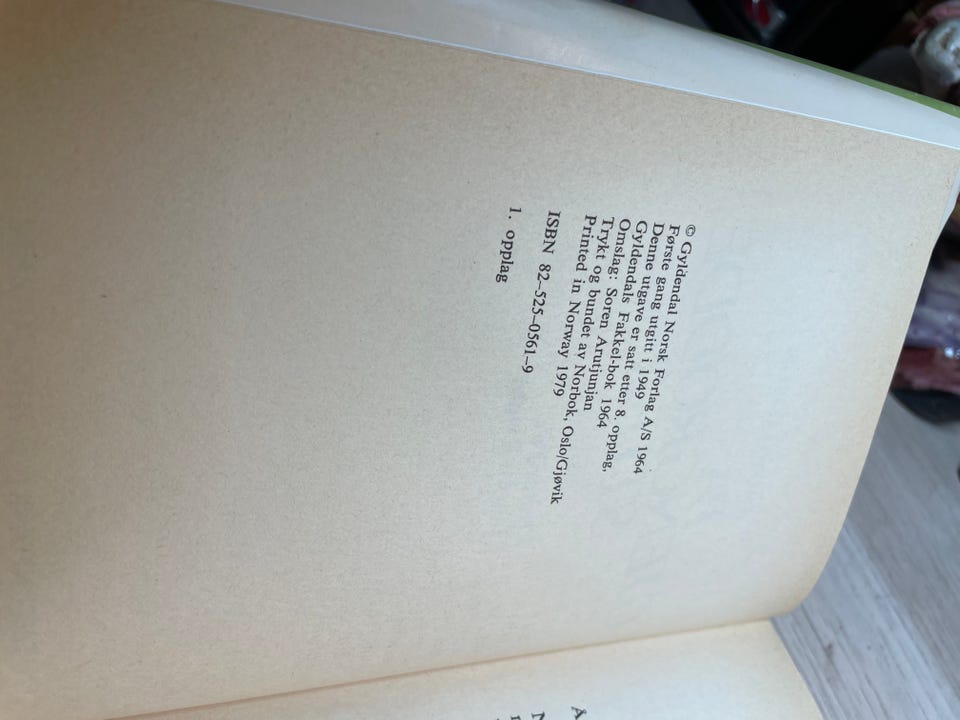 © Gyldendal Norsk Forlag A/S 1964
Første gang utgitt i 1949
Denne utgave er satt etter 8. opplag,
Gyldendals Fakkel-bok 1964
Omslag: Soren Arutjunjan
Trykt og bundet av Norbok, Oslo/Gjøvik
Printed in Norway 1979
ISBN 82–525–0561–9
1. opplag